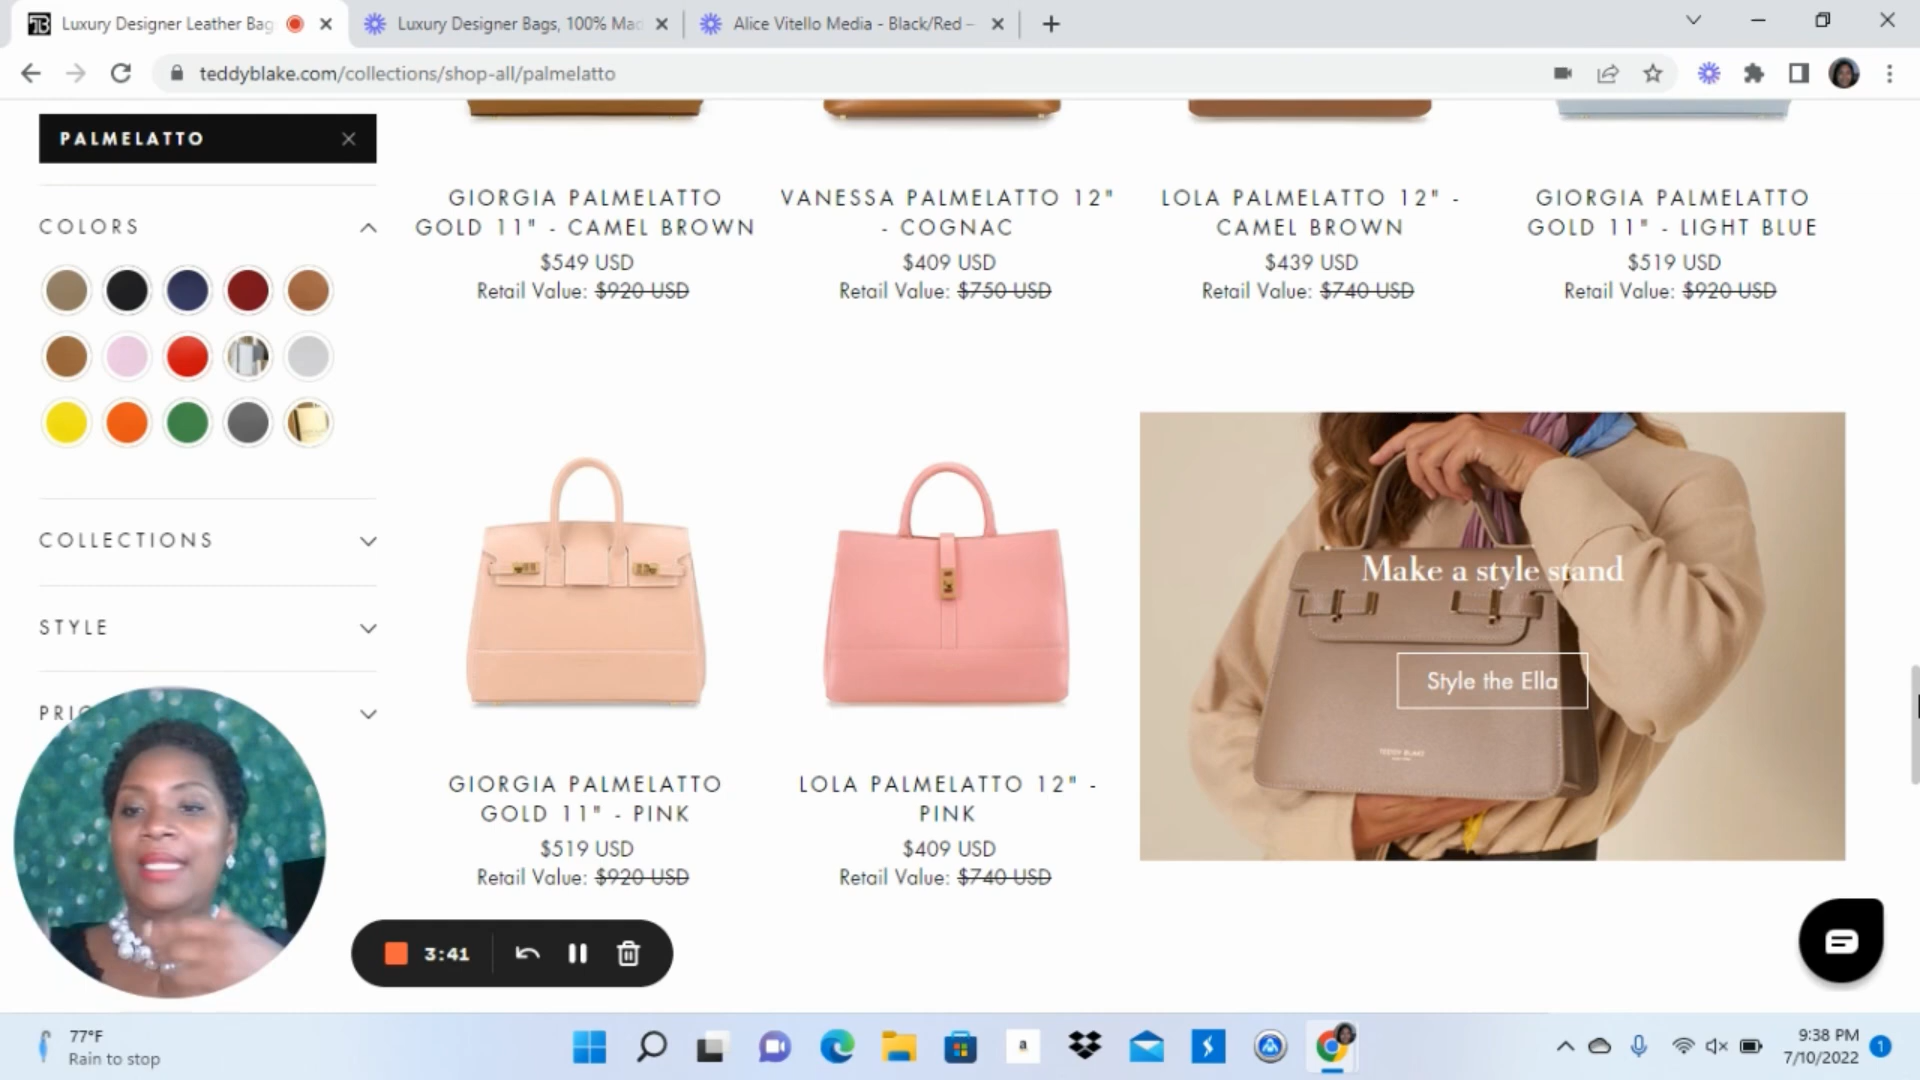 Luxury Designer Leather Bag
Luxury Designer Bags, 100% Mad
Alice Vitello Media - Black/Red –
teddyblake.com/collections/shop-all/palmelatto
PALMELATTO
COLORS
COLLECTIONS
STYLE
GIORGIA PALMELATTO
GOLD 11" - CAMEL BROWN
$549 USD
Retail Value: $920 USD
VANESSA PALMELATTO 12"
- COGNAC
$409 USD
Retail Value: $750 USD
LOLA PALMELATTO 12" -
CAMEL BROWN
$439 USD
Retail Value: $740 USD
GIORGIA PALMELATTO
GOLD 11" - LIGHT BLUE
$519 USD
Retail Value: $920 USD
GIORGIA PALMELATTO
GOLD 11" - PINK
$519 USD
Retail Value: $920 USD
LOLA PALMELATTO 12" -
PINK
$409 USD
Retail Value: $740 USD
Make a style stand
Style the Ella
TEDDY BLAKE
3:41
77°F
Rain to stop
a
9:38 PM
7/10/2022
1